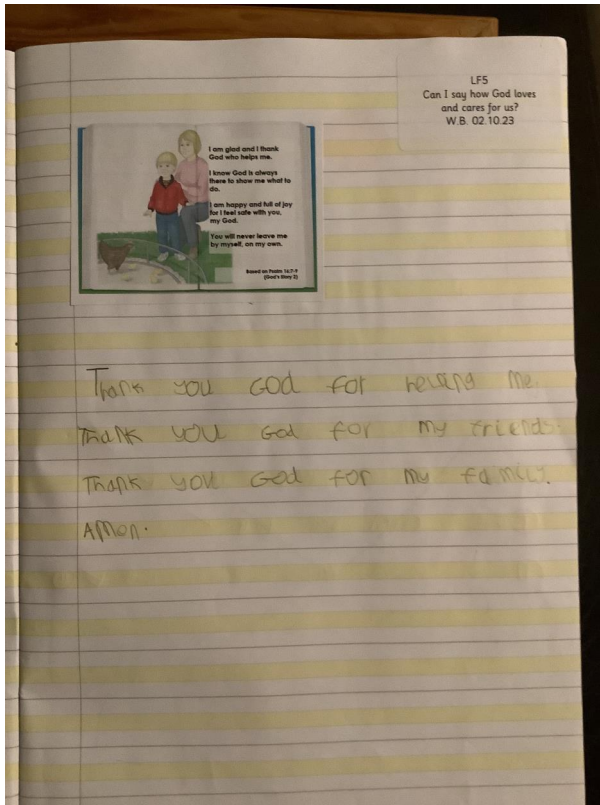 LF5
Can I say how God loves
and cares for us?
W.B. 02.10.23
I am glad and I thank
God who helps me.
I know God is always
there to show me what to
do.
I am happy and full of joy
for I feel safe with you,
my God.
You will never leave me
by myself, on my own.
Based on Psalm 16:7-9
(God's Story 2)
Thank you God for me.
Thank you God for my friends.
Thank you God for my family.
Amen.